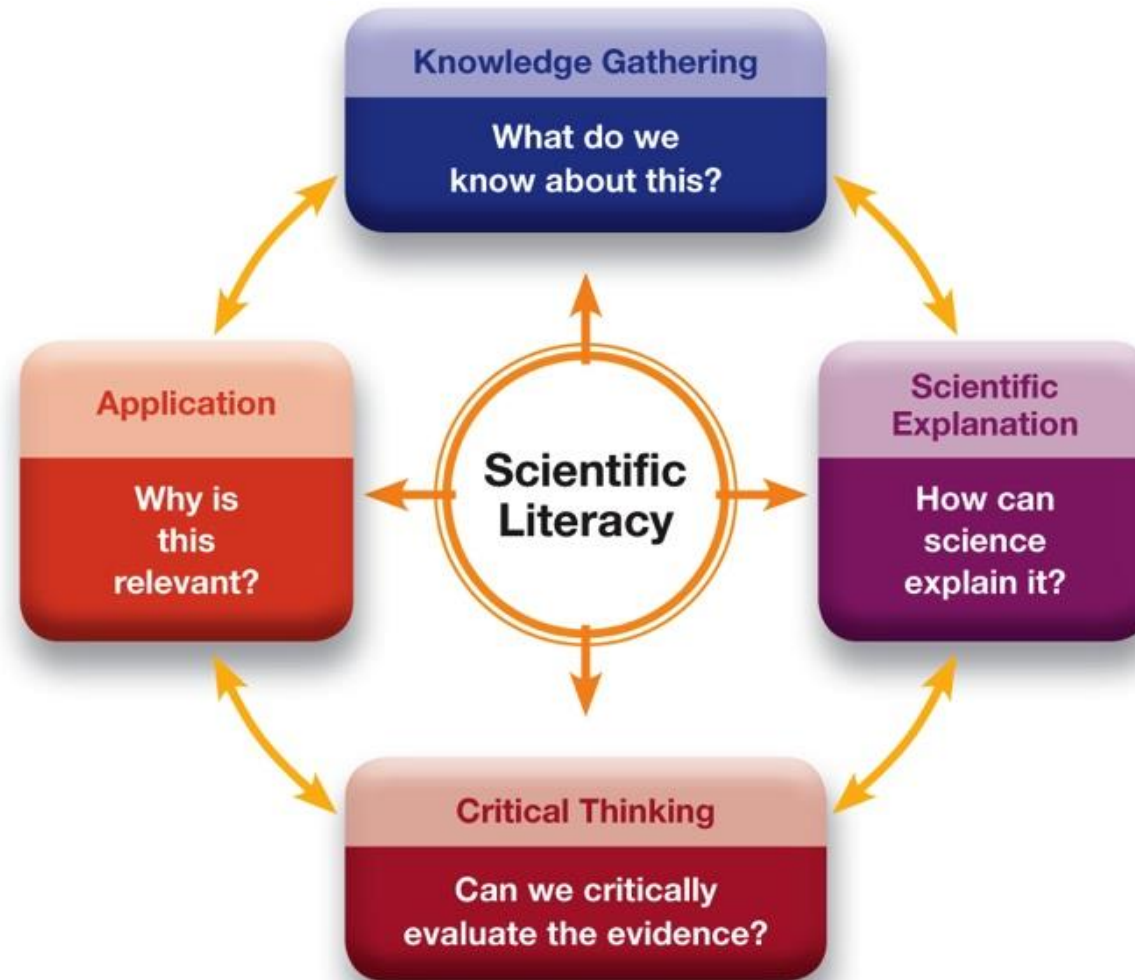 Knowledge Gathering
What do we
know about this?
Application
Why is
this
relevant?
Scientific
Literacy
Scientific
Explanation
How can
science
explain it?
Critical Thinking
Can we critically
evaluate the evidence?